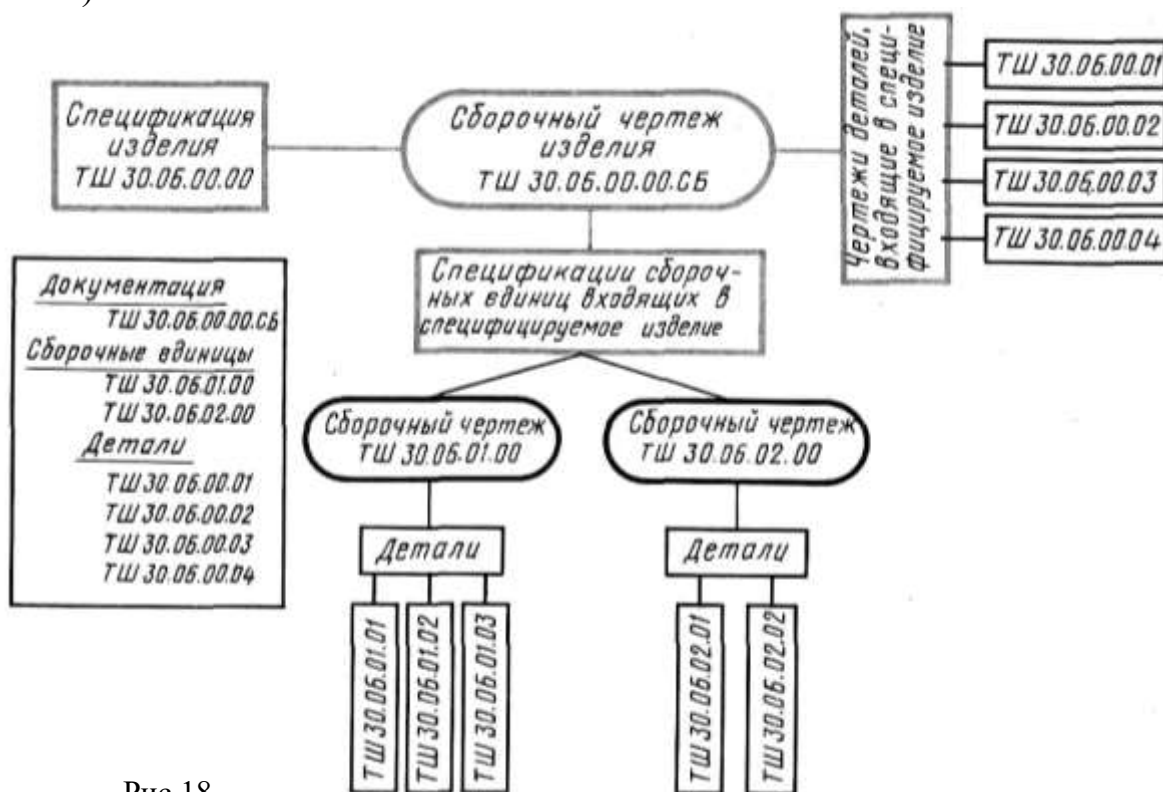 )
Спецификация
изделия
ТШ 30.06.00.00
Сборочный чертеж
изделия
ТШ 30.06.00.00.СБ
Чертежи деталей,
входящие в специ-
фицируемое изделие
ТШ 30.06.00.01
ТШ 30.06.00.02
ТШ 30.06.00.03
ТШ 30.06.00.04
Спецификации сбороч-
ных единиц входящих в
специфицируемое изделие
Документация
ТШ 30.06.00.00.СБ
Сборочные единицы
ТШ 30.06.01.00
ТШ 30.06.02.00
Детали
ТШ 30.06.00.01
ТШ 30.06.00.02
ТШ 30.06.00.03
ТШ 30.06.00.04
Сборочный чертеж
ТШ 30.06.01.00
Сборочный чертеж
ТШ 30.06.02.00
Детали
Детали
ТШ 30.06.01.01
ТШ 30.06.01.02
ТШ 30.06.01.03
ТШ 30.06.02.01
ТШ 30.06.02.02
Рис 18